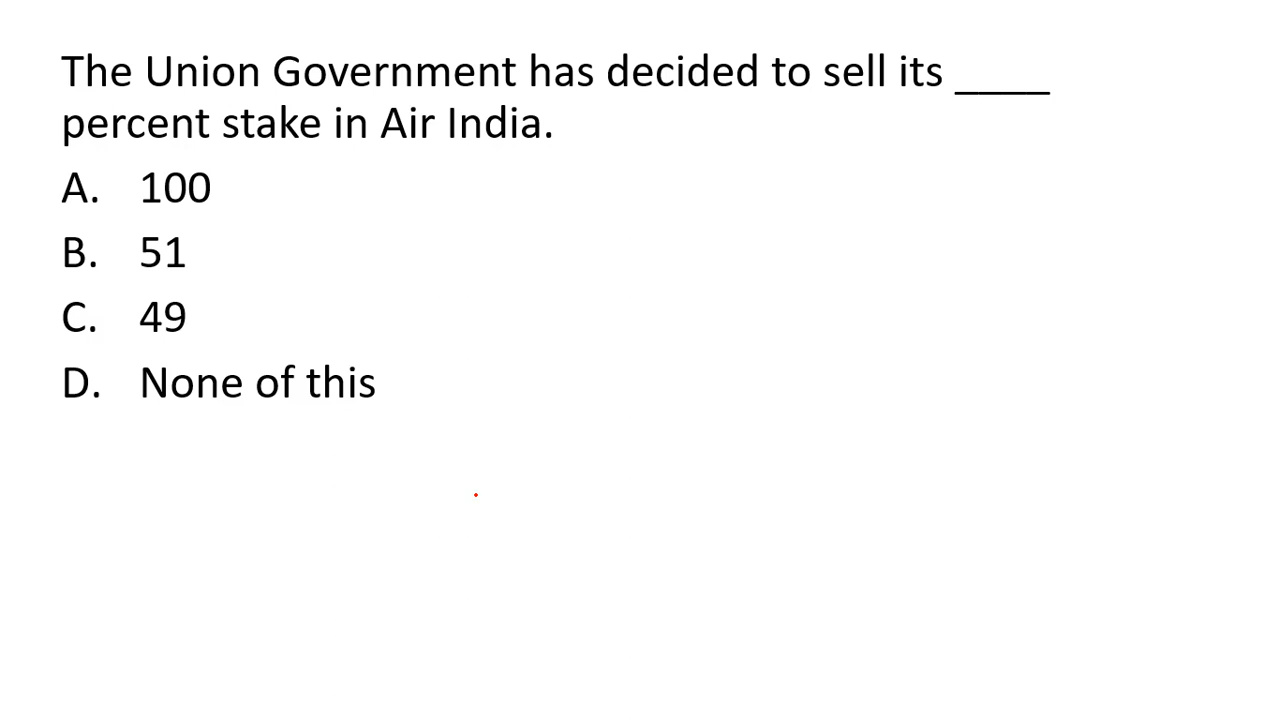 The Union Government has decided to sell its ____
percent stake in Air India.
A. 100
B. 51
C. 49
D. None of this